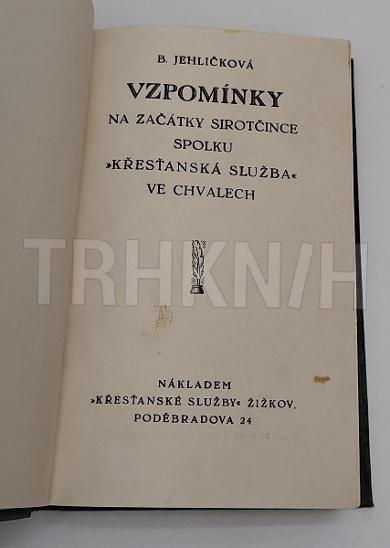 B. JEHLIČKOVÁ
VZPOMÍNKY
NA ZAČÁTKY SIROTČINCE
SPOLKU
»KŘESŤANSKÁ SLUŽBA«
VE CHVALECH
TRHKNIH
NÁKLADEM
»KŘESŤANSKÉ SLUŽBY« ŽIŽKOV,
PODĚBRADOVA 24